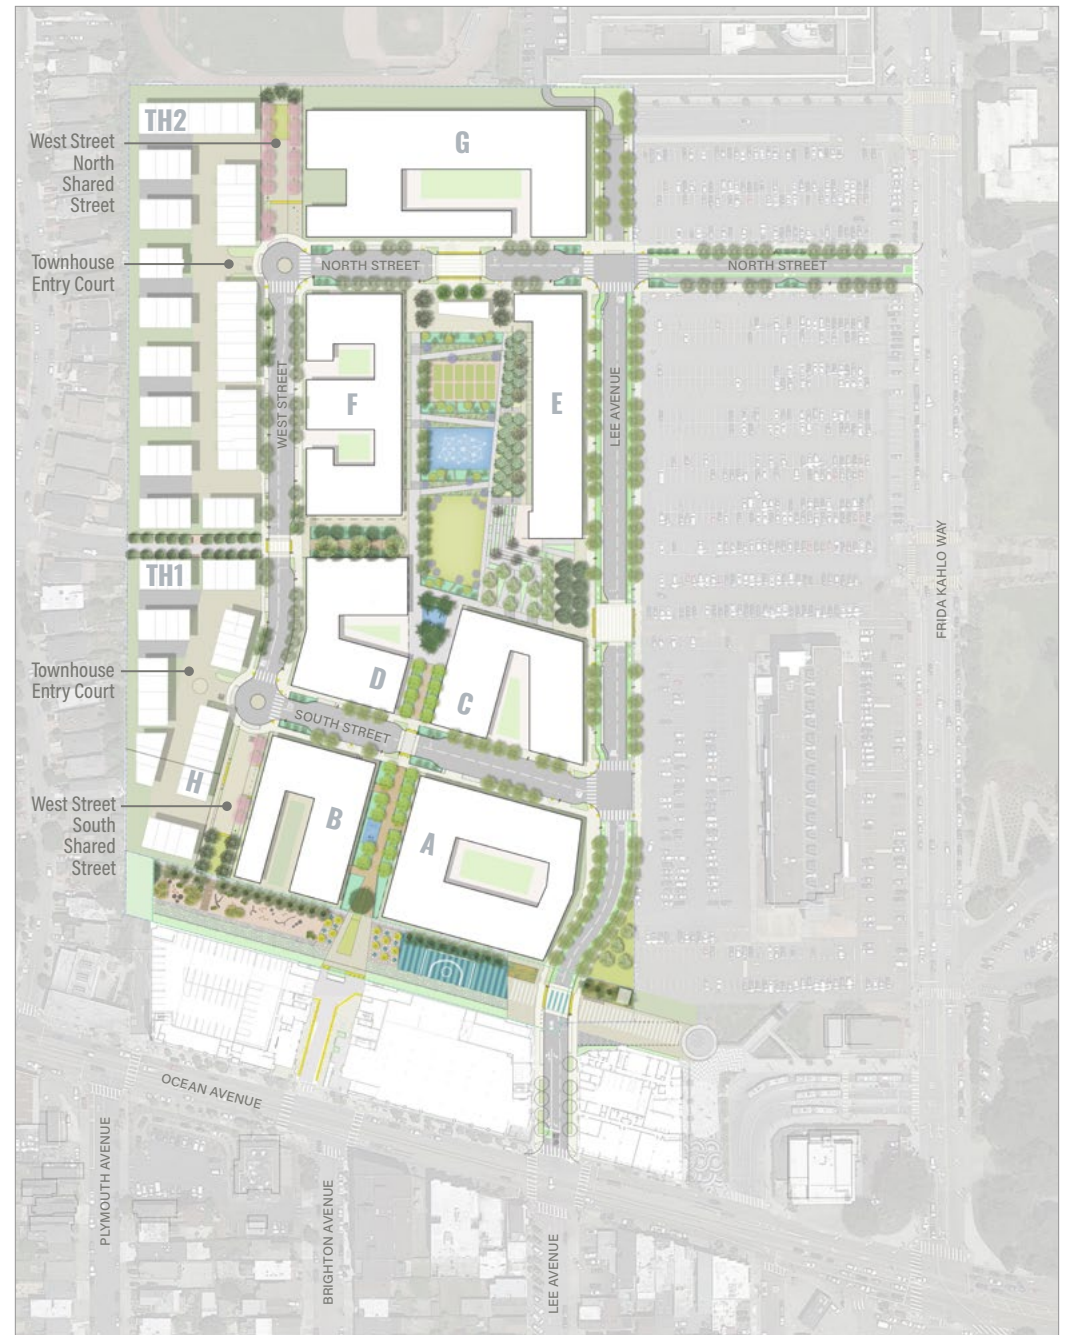 TH2
G
West Street
North
Shared
Street
Townhouse
Entry Court
NORTH STREET
NORTH STREET
WEST STREET
F
E
LEE AVENUE
FRIDA KAHLO WAY
TH1
Townhouse
Entry Court
D
C
SOUTH STREET
H
West Street
South
Shared
Street
B
A
OCEAN AVENUE
PLYMOUTH AVENUE
BRIGHTON AVENUE
LEE AVENUE